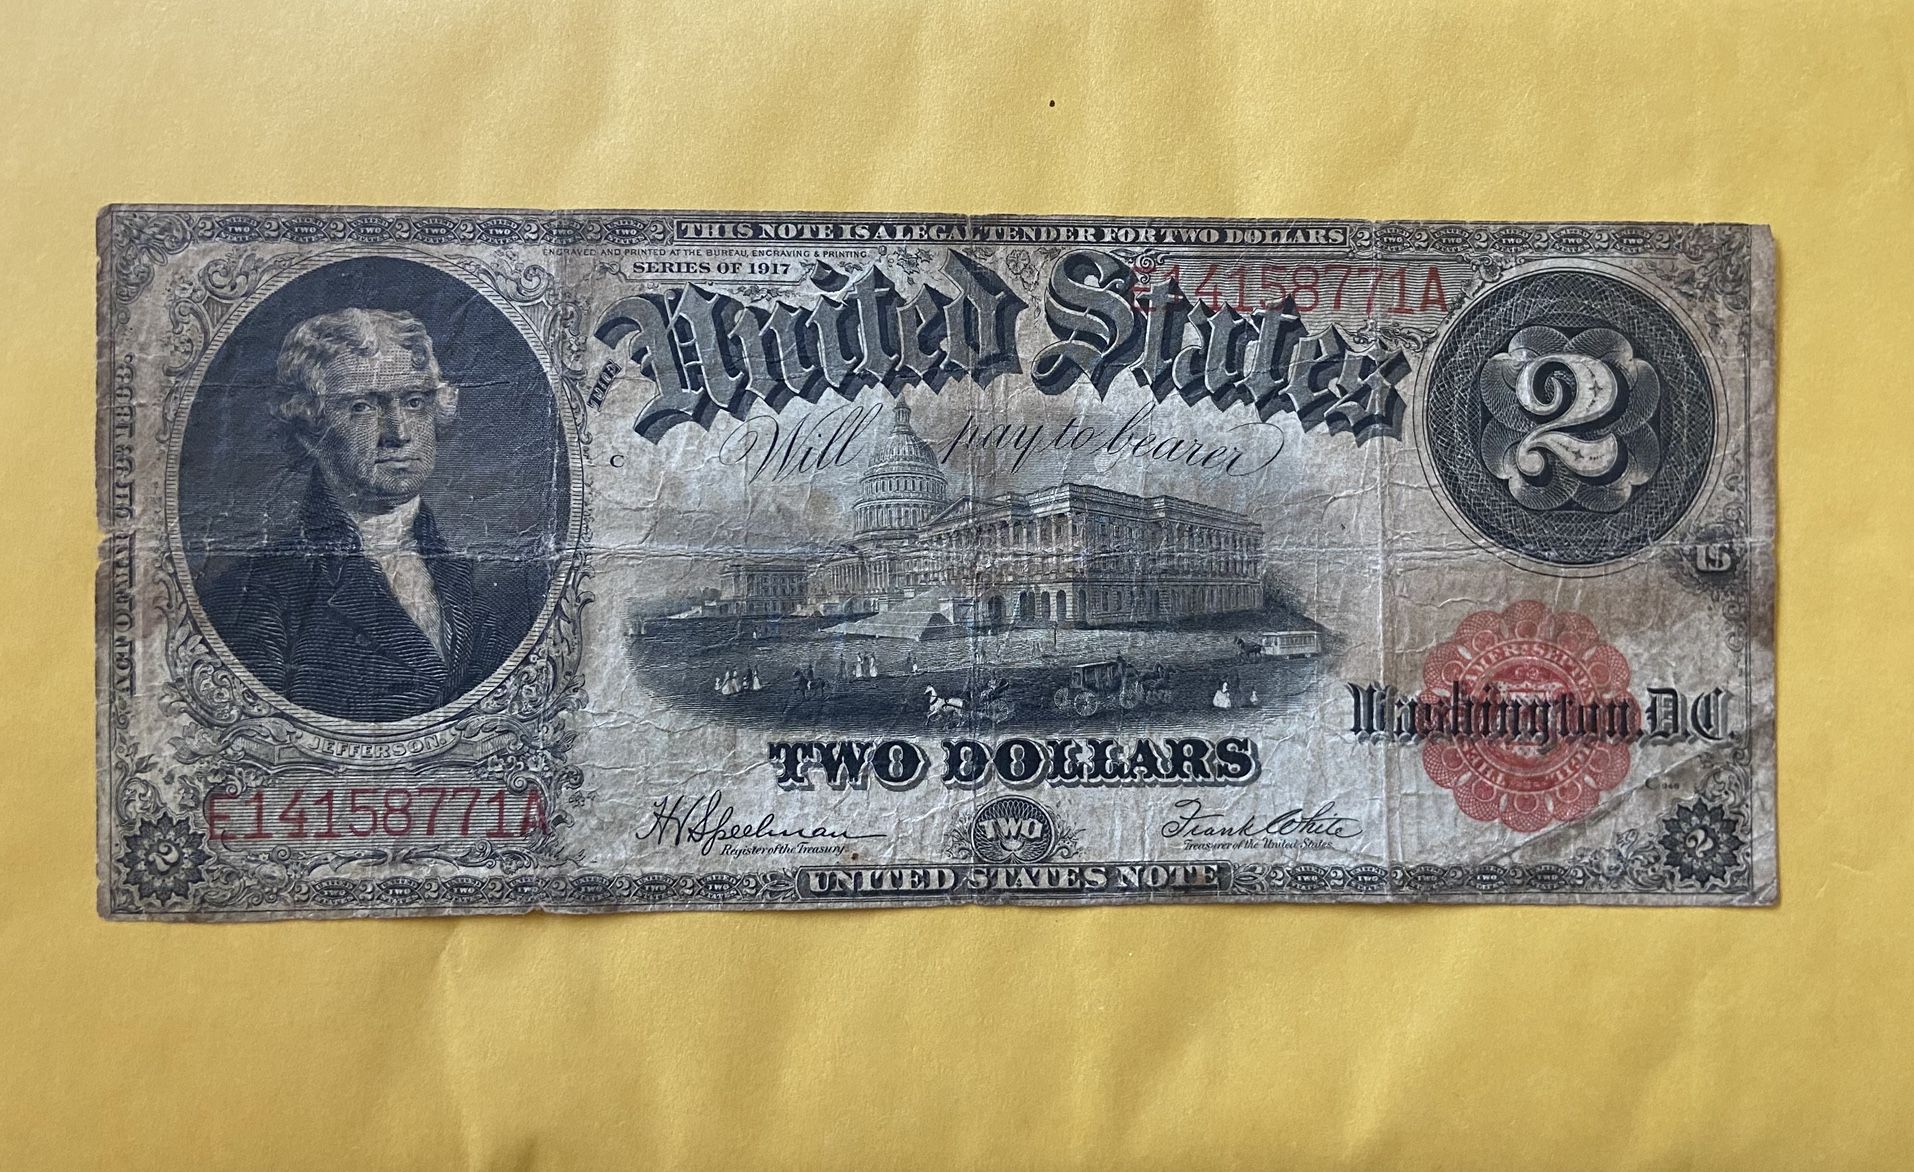 THIS NOTE IS A LEGAL TENDER FOR TWO DOLLARS
ENGRAVED AND PRINTED AT THE BUREAU, ENGRAVING & PRINTING.
SERIES OF 1917
E14158771A
THE United States
2
Will pay to bearer
C
Washington, D.C.
JEFFERSON.
TWO DOLLARS
E14158771A
H V Speelman
Register of the Treasury.
TWO
Frank White
Treasurer of the United States.
2
2
UNITED STATES NOTE